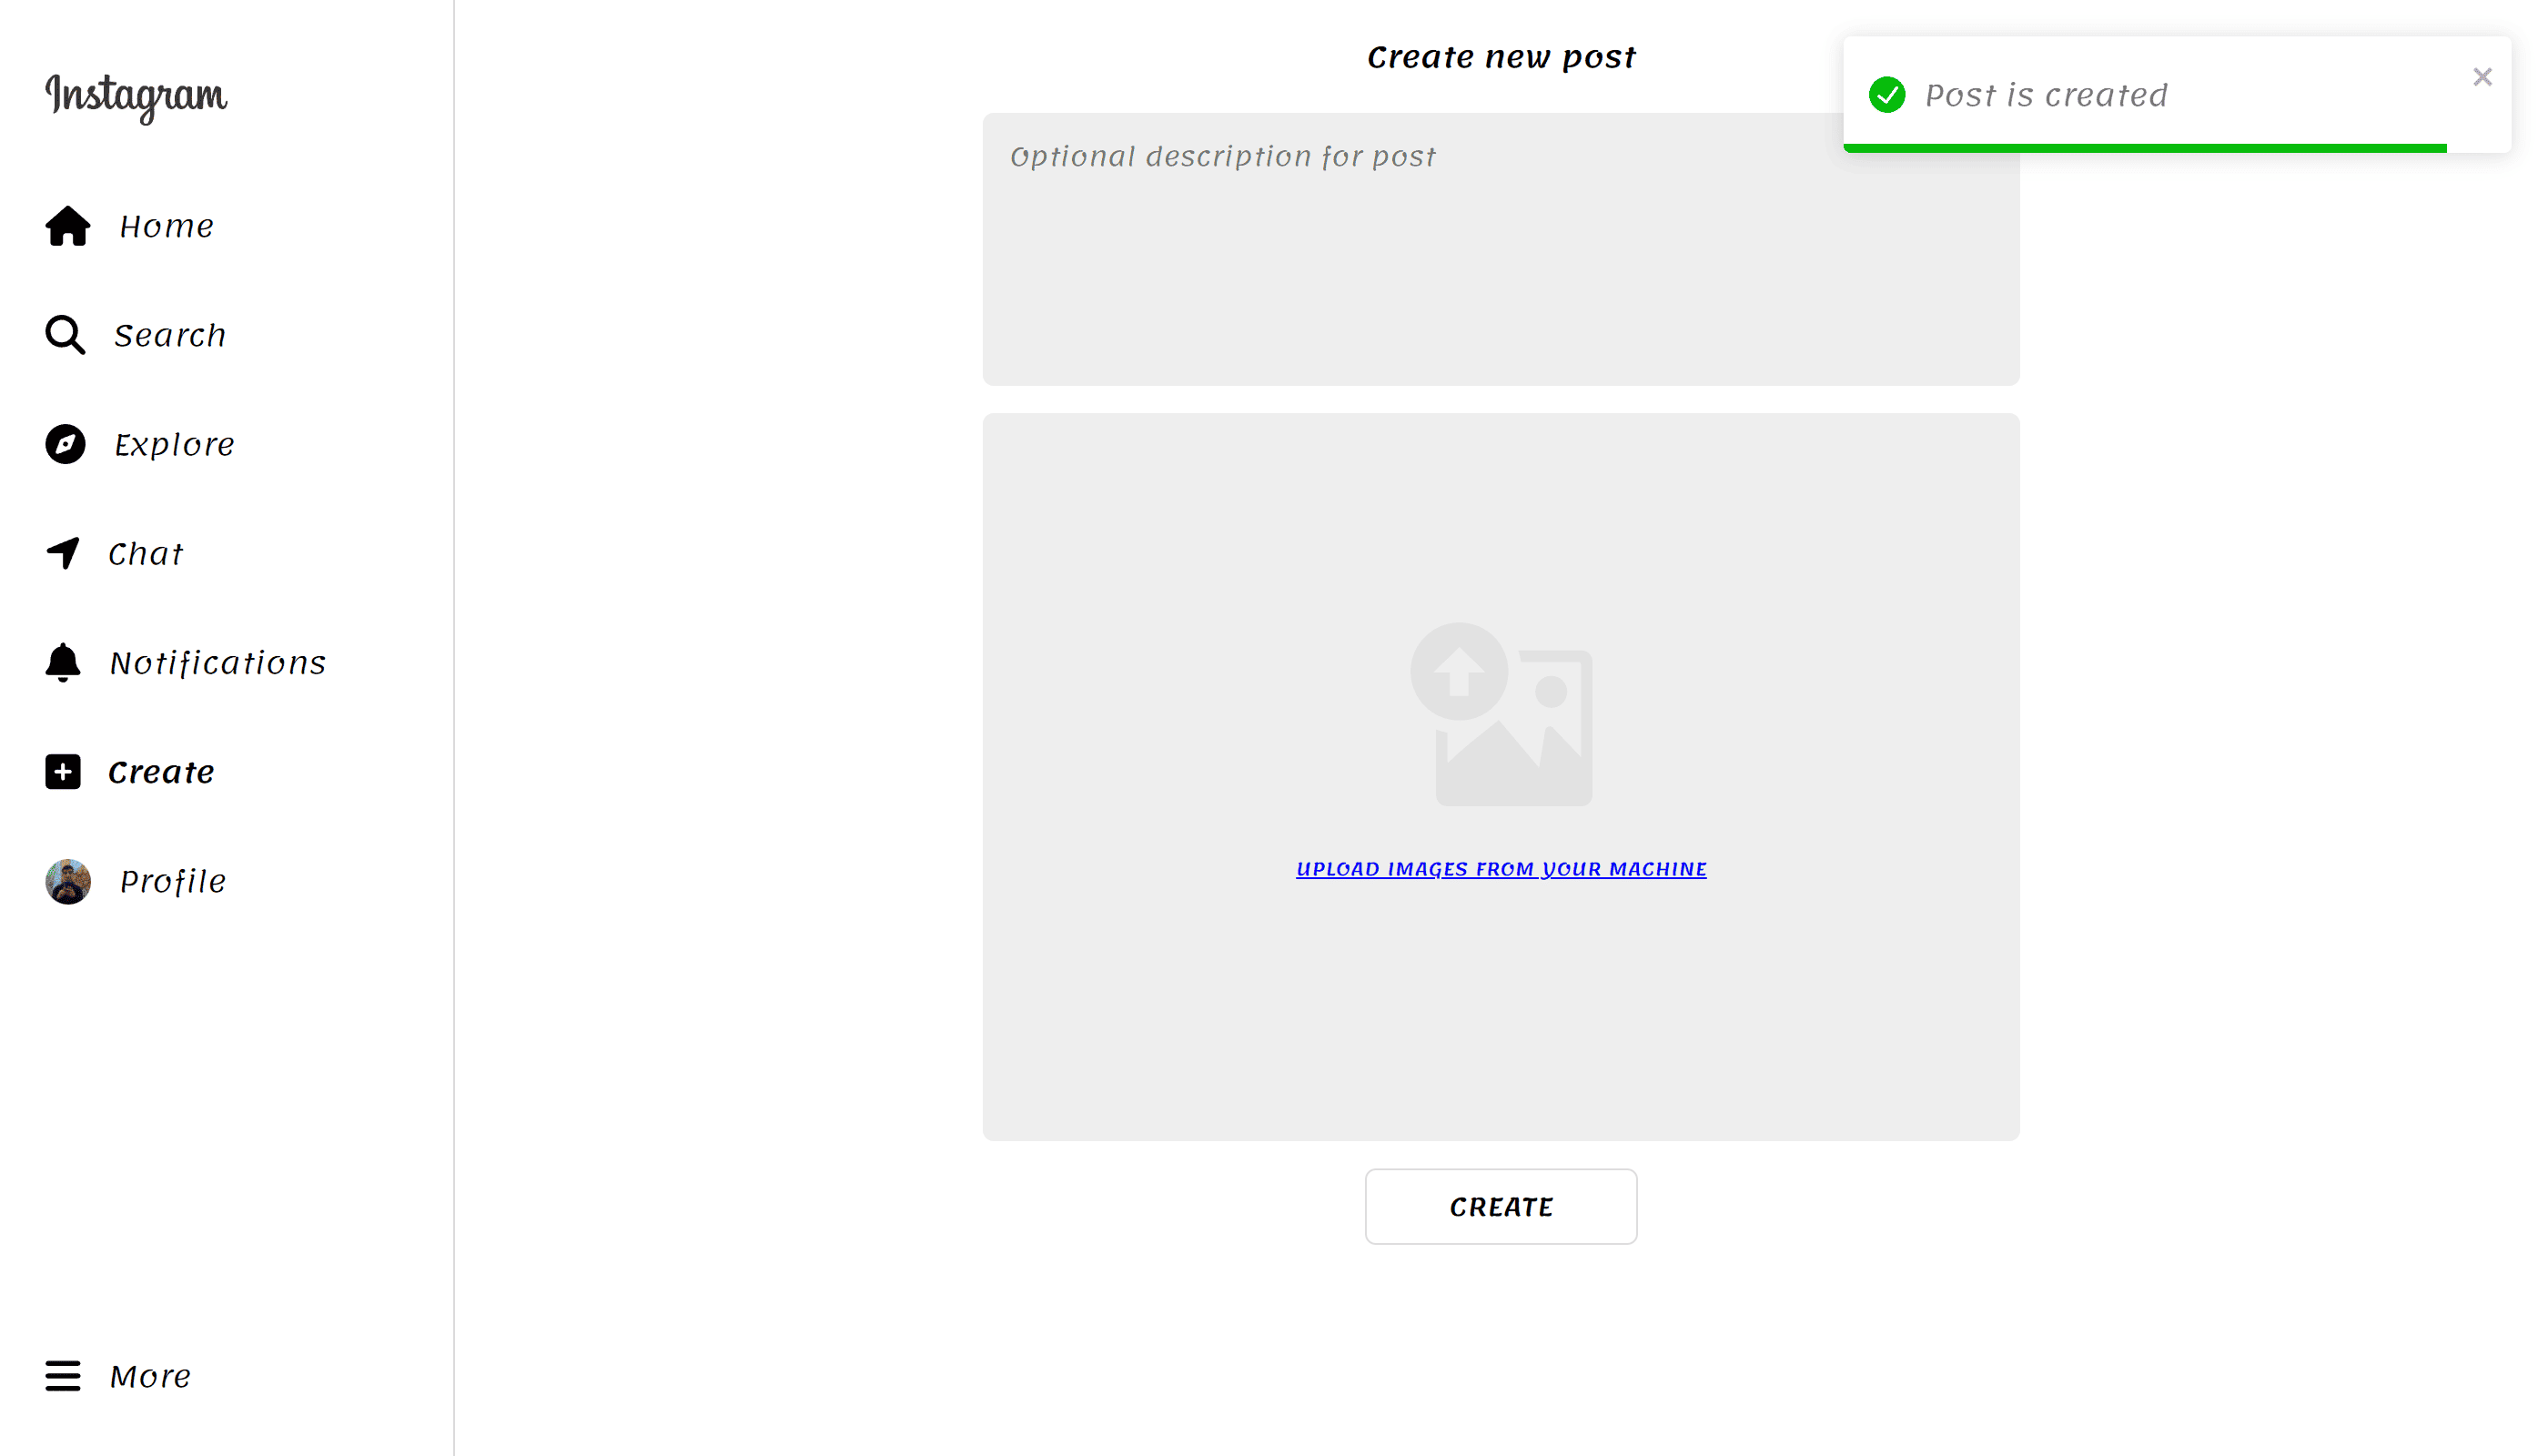 Instagram
Home
Search
Explore
Chat
Notifications
Create
Profile
More
Create new post
Optional description for post
UPLOAD IMAGES FROM YOUR MACHINE
CREATE
Post is created